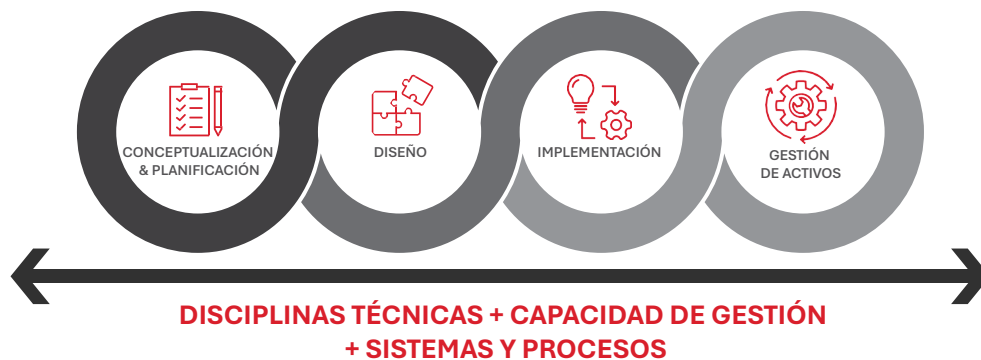 CONCEPTUALIZACIÓN
& PLANIFICACIÓN
DISEÑO
IMPLEMENTACIÓN
GESTIÓN
DE ACTIVOS
DISCIPLINAS TÉCNICAS + CAPACIDAD DE GESTIÓN
+ SISTEMAS Y PROCESOS